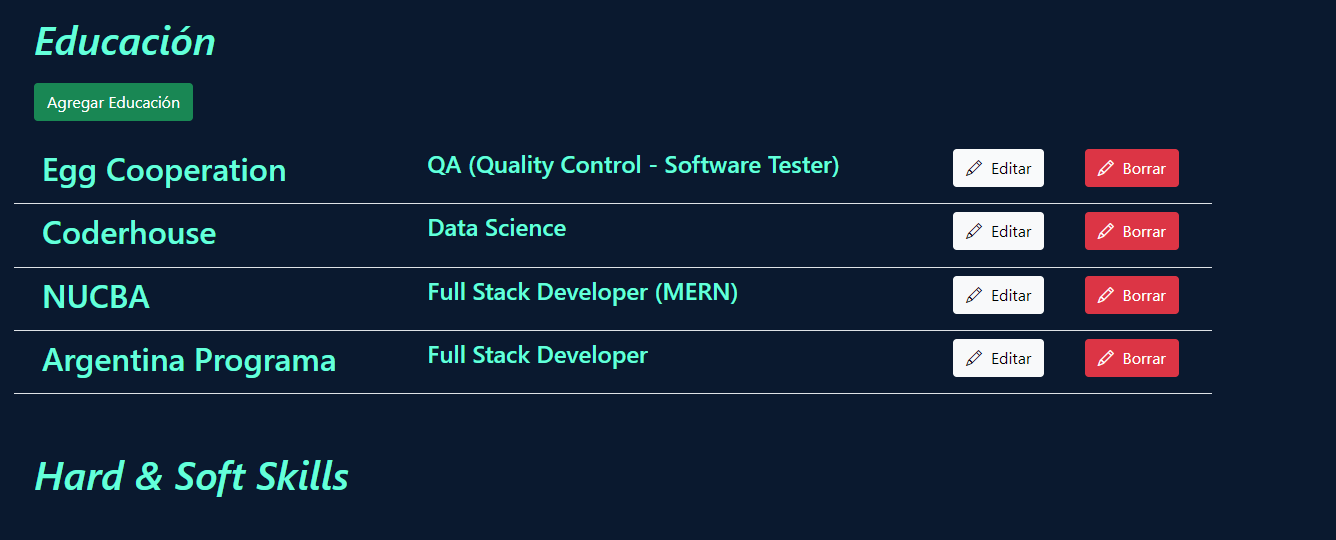 Educación
Agregar Educación
Egg Cooperation QA (Quality Control - Software Tester) Editar Borrar
Coderhouse Data Science Editar Borrar
NUCBA Full Stack Developer (MERN) Editar Borrar
Argentina Programa Full Stack Developer Editar Borrar
Hard & Soft Skills